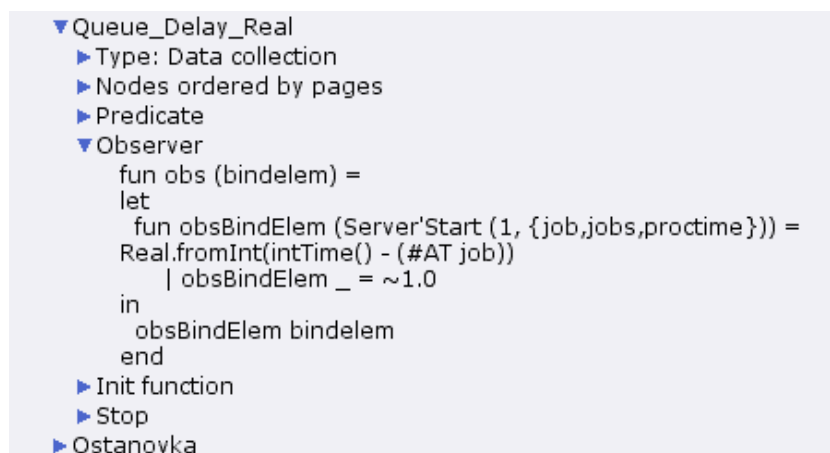 Queue_Delay_Real
Type: Data collection
Nodes ordered by pages
Predicate
Observer
fun obs (bindelem) =
let
fun obsBindElem (Server'Start (1, {job,jobs,proctime})) =
Real.fromInt(intTime() - (#AT job))
| obsBindElem _ = ~1.0
in
obsBindElem bindelem
end
Init function
Stop
Ostanovka